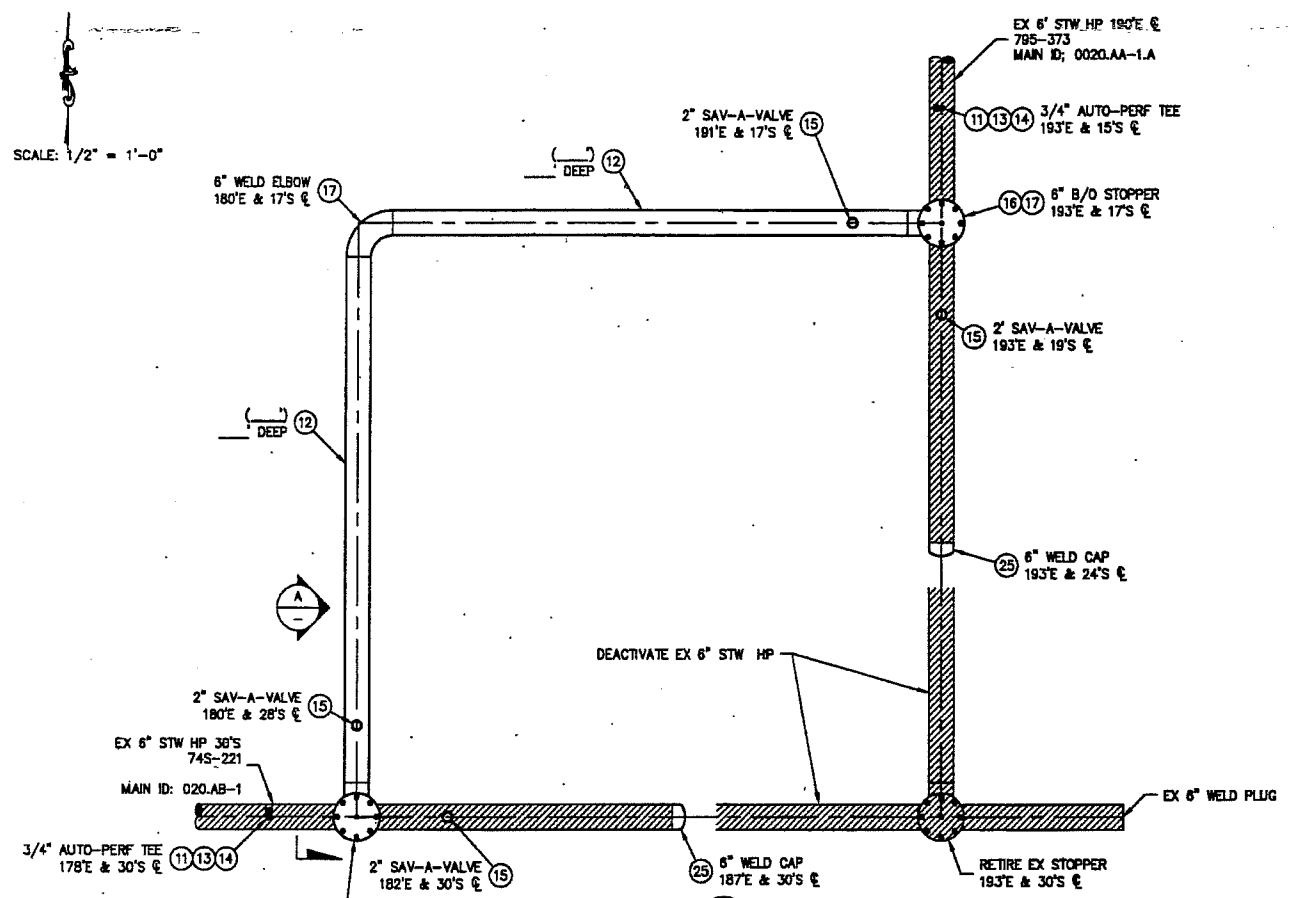 EX 6' STW HP 190'E ℄
795-373
MAIN ID; 0020.AA-1.A
SCALE: 1/2" = 1'-0"
2" SAV-A-VALVE
191'E & 17'S ℄ 15
11 13 14 3/4" AUTO-PERF TEE
193'E & 15'S ℄
(___")
___' DEEP 12
6" WELD ELBOW
180'E & 17'S ℄ 17
16 17 6" B/O STOPPER
193'E & 17'S ℄
15 2' SAV-A-VALVE
193'E & 19'S ℄
(___")
___' DEEP 12
25 6" WELD CAP
193'E & 24'S ℄
A
–
DEACTIVATE EX 6" STW HP
2" SAV-A-VALVE
180'E & 28'S ℄ 15
EX 6" STW HP 30'S
74S-221
MAIN ID: 020.AB-1
EX 6" WELD PLUG
3/4" AUTO-PERF TEE
178'E & 30'S ℄ 11 13 14
2" SAV-A-VALVE
182'E & 30'S ℄ 15
25 6" WELD CAP
187'E & 30'S ℄
RETIRE EX STOPPER
193'E & 30'S ℄